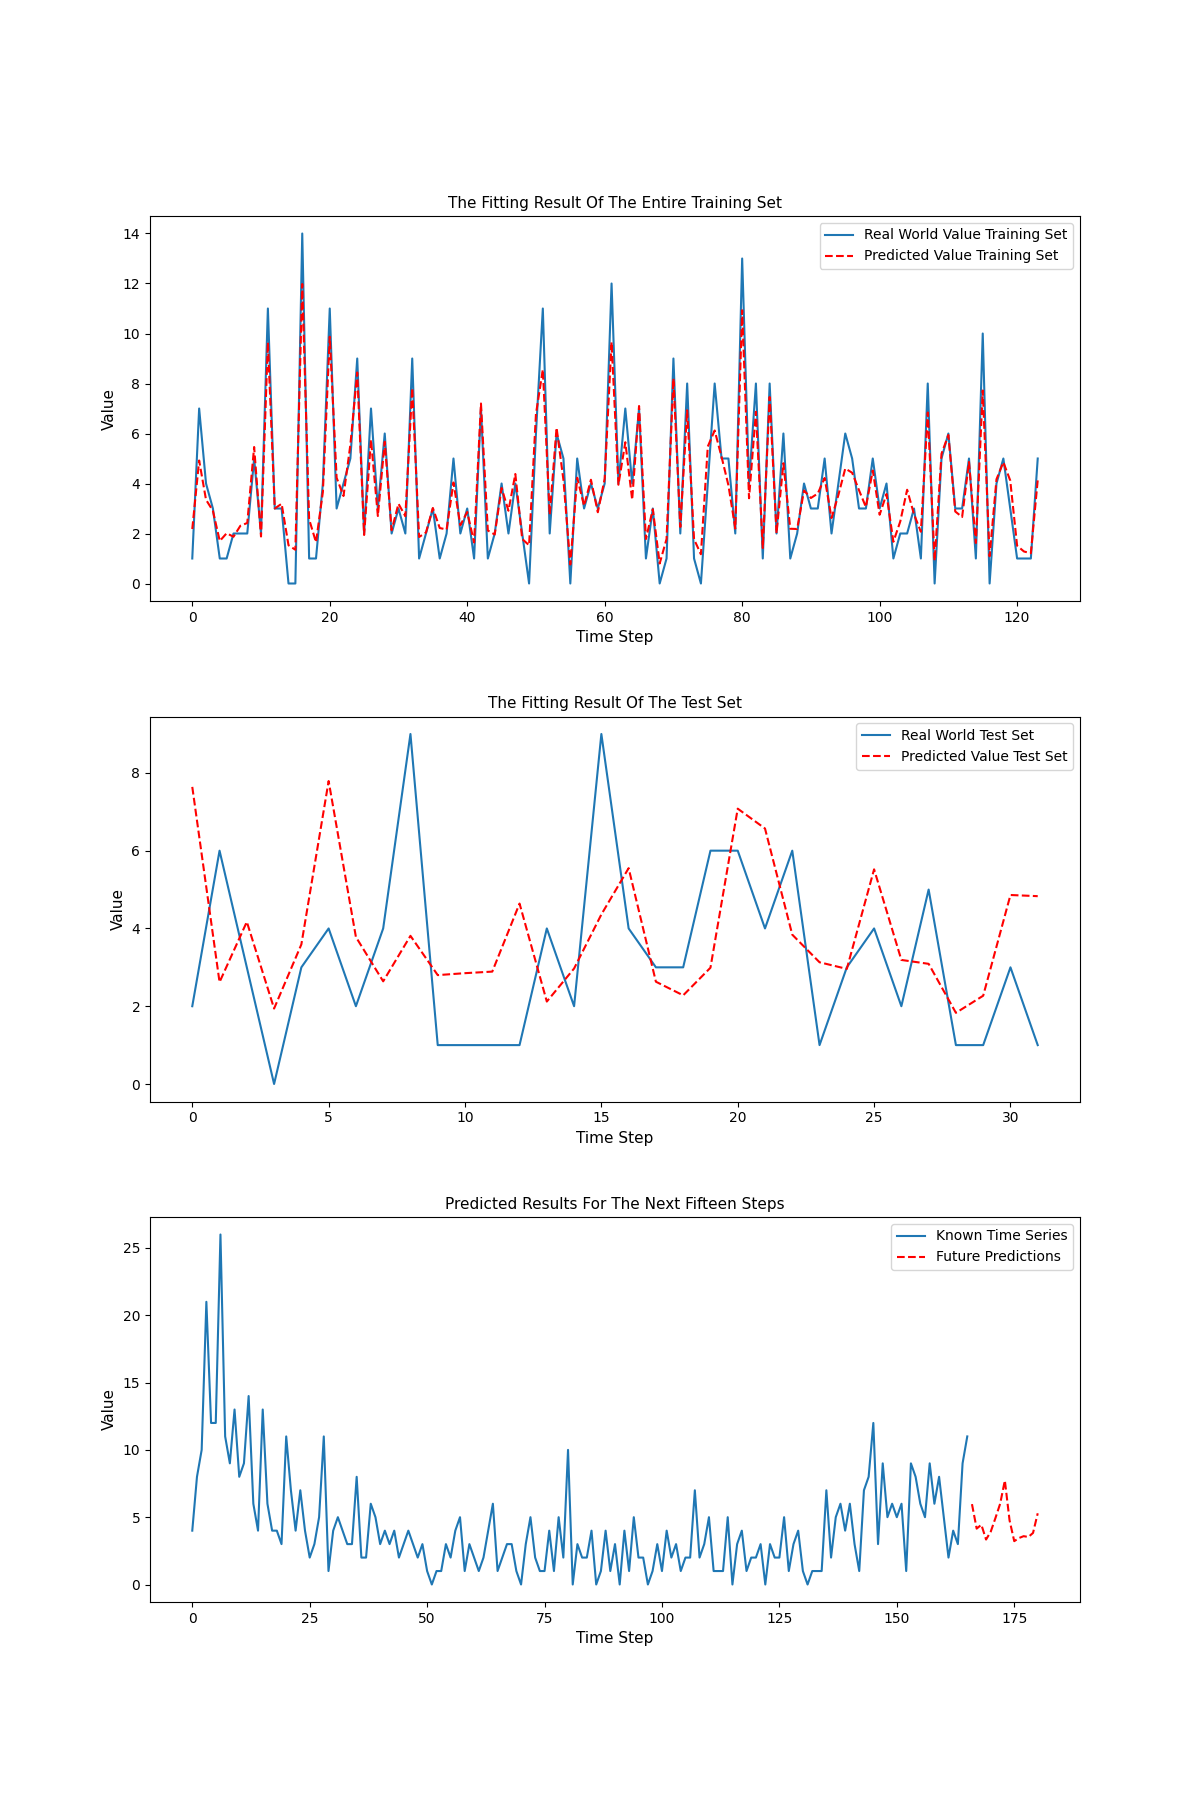 The Fitting Result Of The Entire Training Set
Real World Value Training Set
Predicted Value Training Set
14
12
10
8
6
4
2
0
Value
0 20 40 60 80 100 120
Time Step
The Fitting Result Of The Test Set
Real World Test Set
Predicted Value Test Set
8
6
4
2
0
Value
0 5 10 15 20 25 30
Time Step
Predicted Results For The Next Fifteen Steps
Known Time Series
Future Predictions
25
20
15
10
5
0
Value
0 25 50 75 100 125 150 175
Time Step